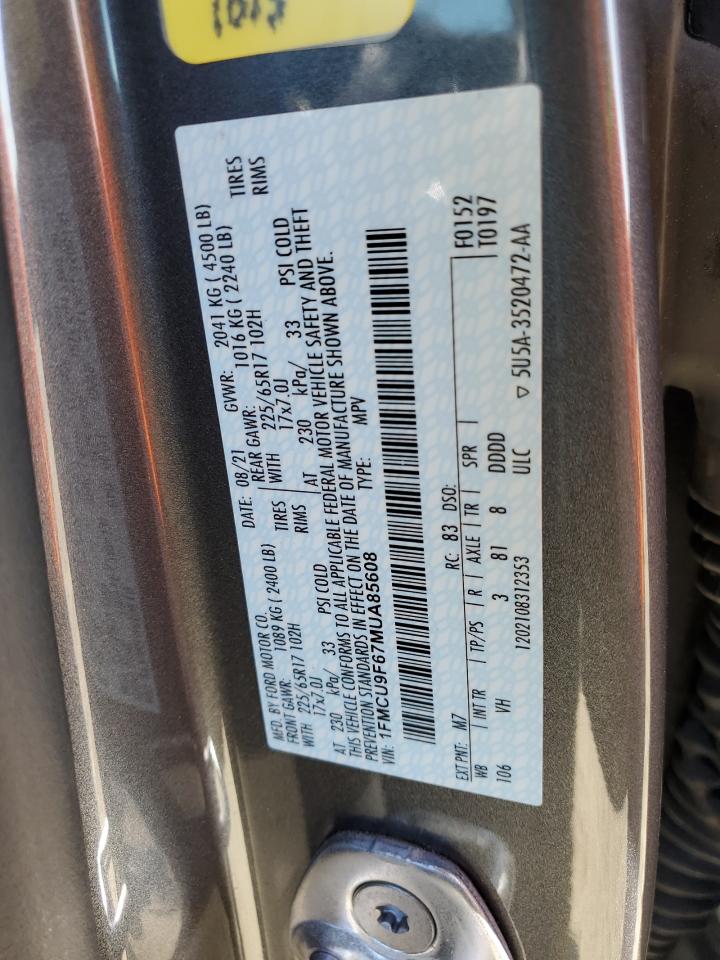 1012
MFD. BY FORD MOTOR CO.
DATE: 08/21 GVWR: 2041 KG ( 4500 LB)
FRONT GAWR: 1089 KG ( 2400 LB)
REAR GAWR: 1016 KG ( 2240 LB)
WITH 225/65R17 102H TIRES
WITH 225/65R17 102H TIRES
17x7.0J RIMS
17x7.0J RIMS
AT 230 kPa/ 33 PSI COLD
AT 230 kPa/ 33 PSI COLD
THIS VEHICLE CONFORMS TO ALL APPLICABLE FEDERAL MOTOR VEHICLE SAFETY AND THEFT
PREVENTION STANDARDS IN EFFECT ON THE DATE OF MANUFACTURE SHOWN ABOVE.
VIN: 1FMCU9F67MUA85608 TYPE: MPV
EXT PNT: M7 RC: 83 DSO: F0152
T0197
WB | INT TR | TP/PS | R | AXLE | TR | SPR |
106 VH 3 81 8 DDDD
1202108312353 ULC ▽ 5U5A-3520472-AA